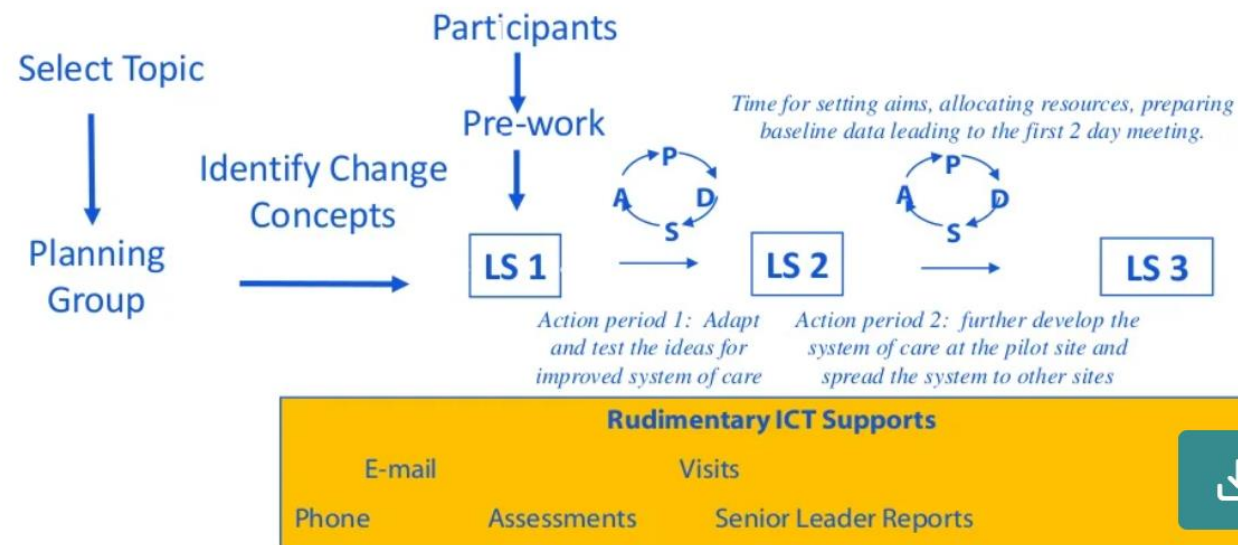 Participants
Select Topic
Pre-work
Time for setting aims, allocating resources, preparing
baseline data leading to the first 2 day meeting.
Identify Change
Concepts
P
A
D
S
P
A
D
S
Planning
Group
LS 1
LS 2
LS 3
Action period 1: Adapt
and test the ideas for
improved system of care
Action period 2: further develop the
system of care at the pilot site and
spread the system to other sites
Rudimentary ICT Supports
E-mail
Visits
Phone
Assessments
Senior Leader Reports